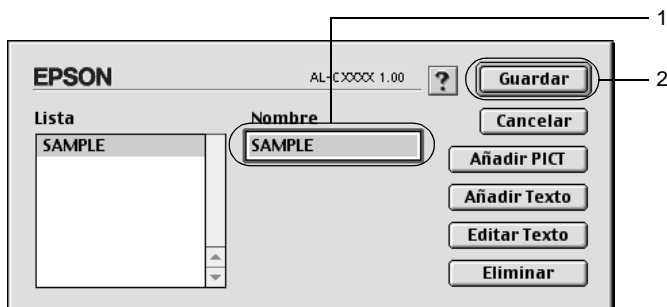 1
EPSON
AL-CXXXX 1.00
?
Guardar
2
Lista
Nombre
Cancelar
SAMPLE
SAMPLE
Añadir PICT
Añadir Texto
Editar Texto
Eliminar